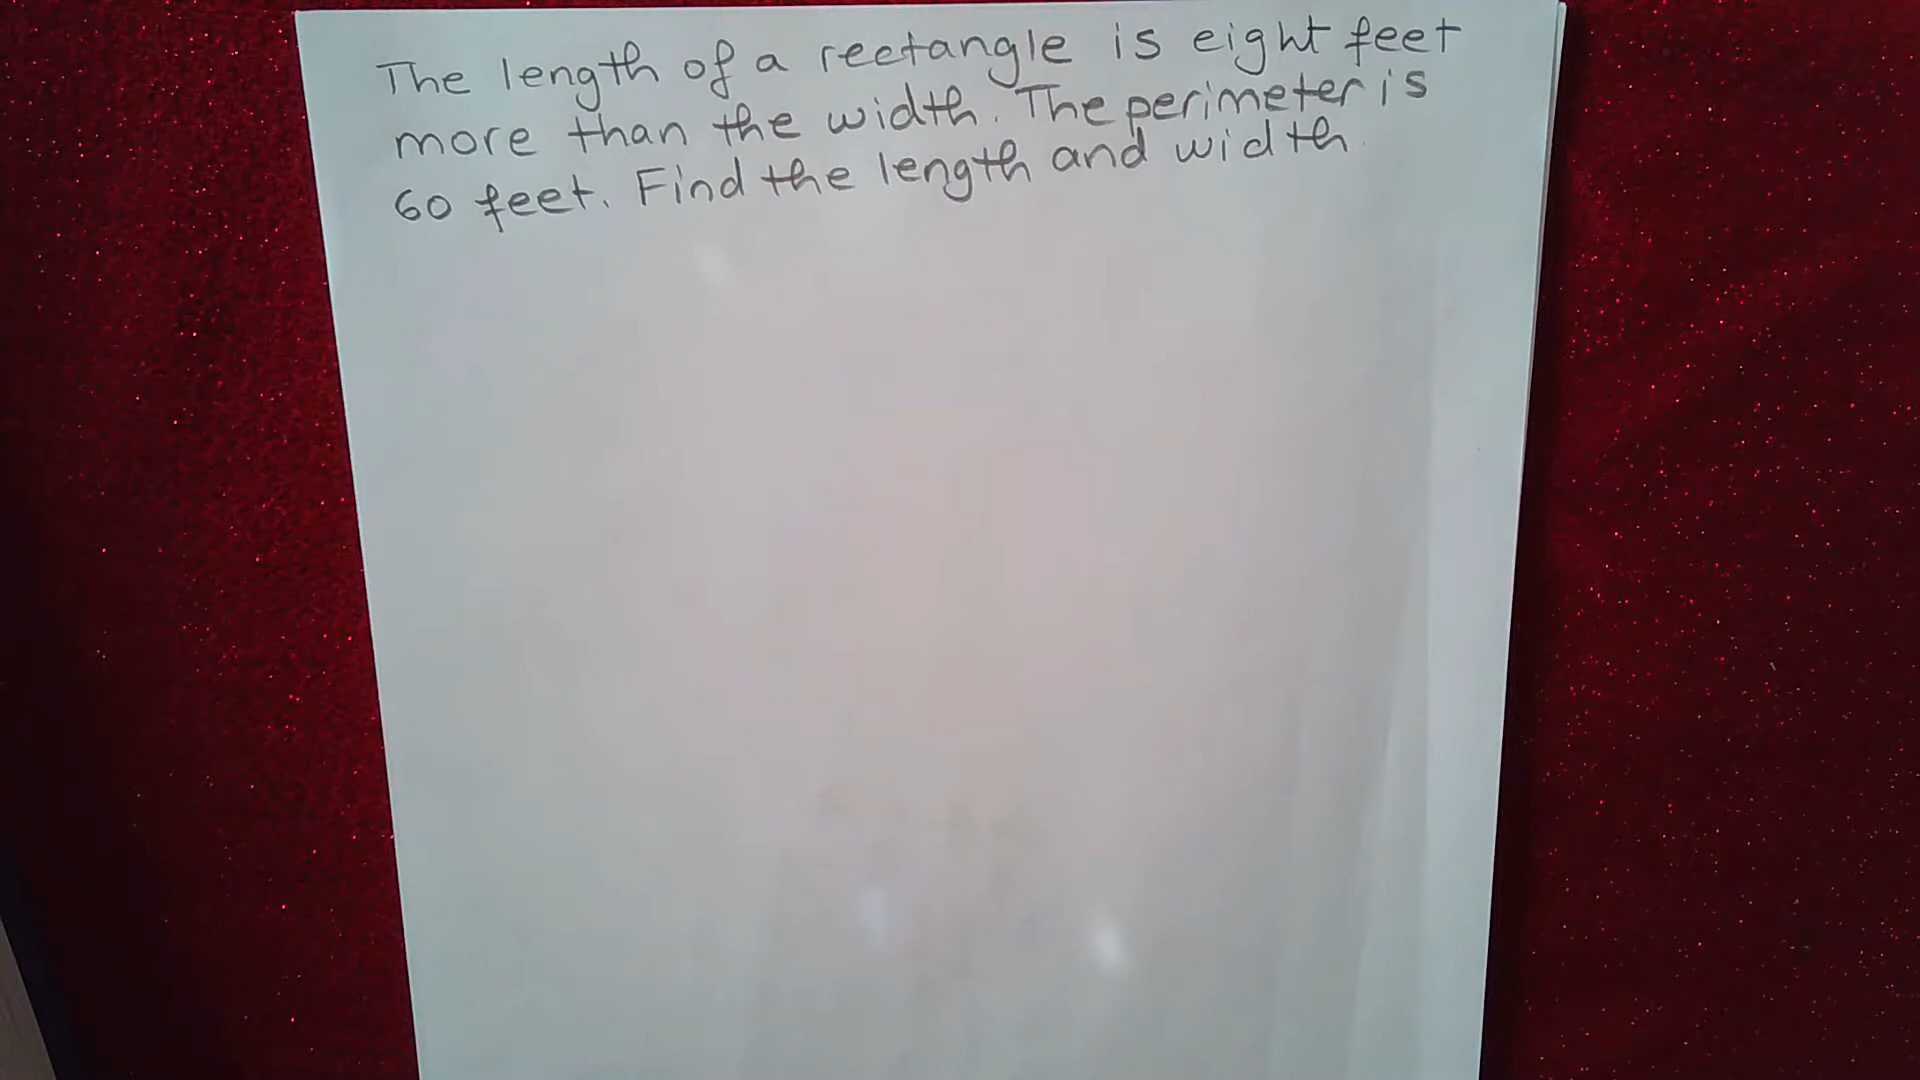 The length of a rectangle is eight feet
more than the width. The perimeter is
60 feet. Find the length and width.